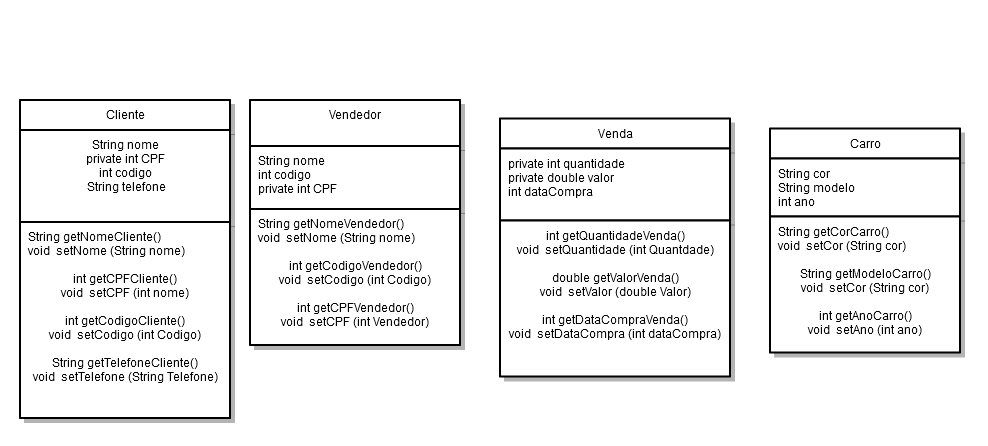 Cliente
String nome
private int CPF
int codigo
String telefone
String getNomeCliente()
void setNome (String nome)
int getCPFCliente()
void setCPF (int nome)
int getCodigoCliente()
void setCodigo (int Codigo)
String getTelefoneCliente()
void setTelefone (String Telefone)
Vendedor
String nome
int codigo
private int CPF
String getNomeVendedor()
void setNome (String nome)
int getCodigoVendedor()
void setCodigo (int Codigo)
int getCPFVendedor()
void setCPF (int Vendedor)
Venda
private int quantidade
private double valor
int dataCompra
int getQuantidadeVenda()
void setQuantidade (int Quantdade)
double getValorVenda()
void setValor (double Valor)
int getDataCompraVenda()
void setDataCompra (int dataCompra)
Carro
String cor
String modelo
int ano
String getCorCarro()
void setCor (String cor)
String getModeloCarro()
void setCor (String cor)
int getAnoCarro()
void setAno (int ano)